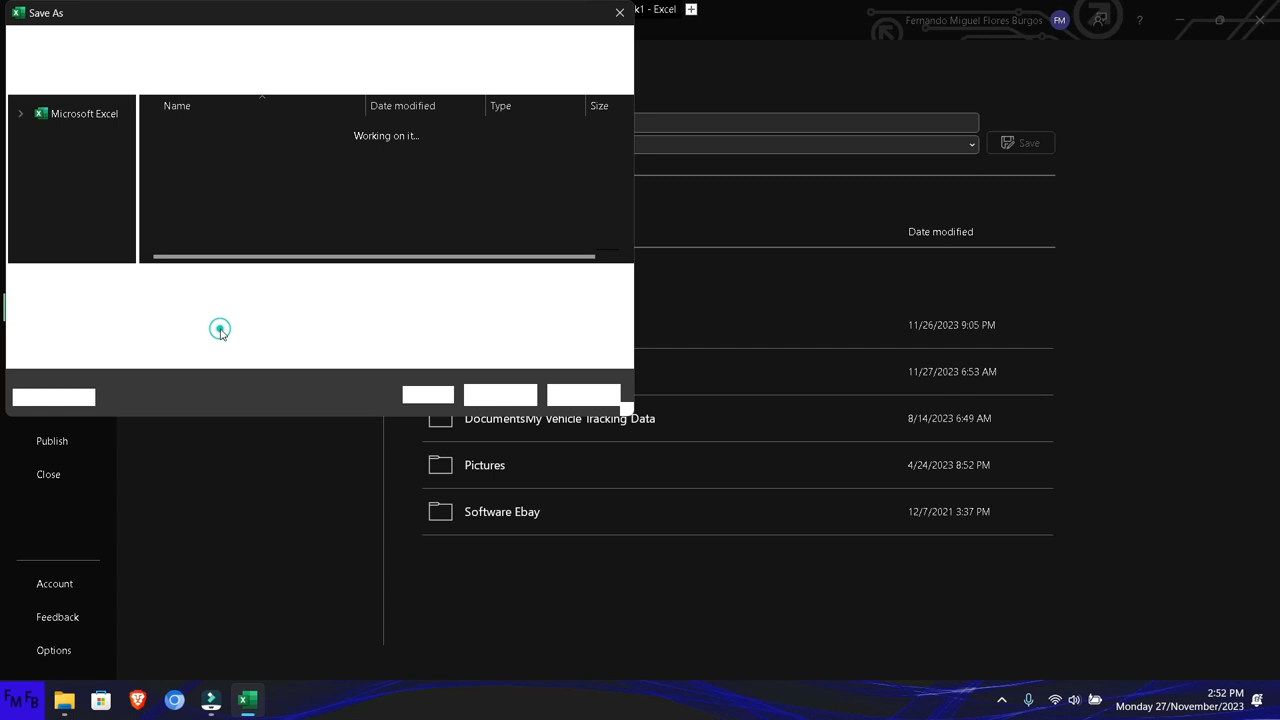 Save As
k1 - Excel
Fernando Miguel Flores Burgos
FM
?
Microsoft Excel
Name
Date modified
Type
Size
Working on it...
Save
Date modified
11/26/2023 9:05 PM
11/27/2023 6:53 AM
DocumentsMy Vehicle Tracking Data
8/14/2023 6:49 AM
Publish
Pictures
4/24/2023 8:52 PM
Close
Software Ebay
12/7/2021 3:37 PM
Account
Feedback
Options
FMFB
2:52 PM
Monday 27/November/2023